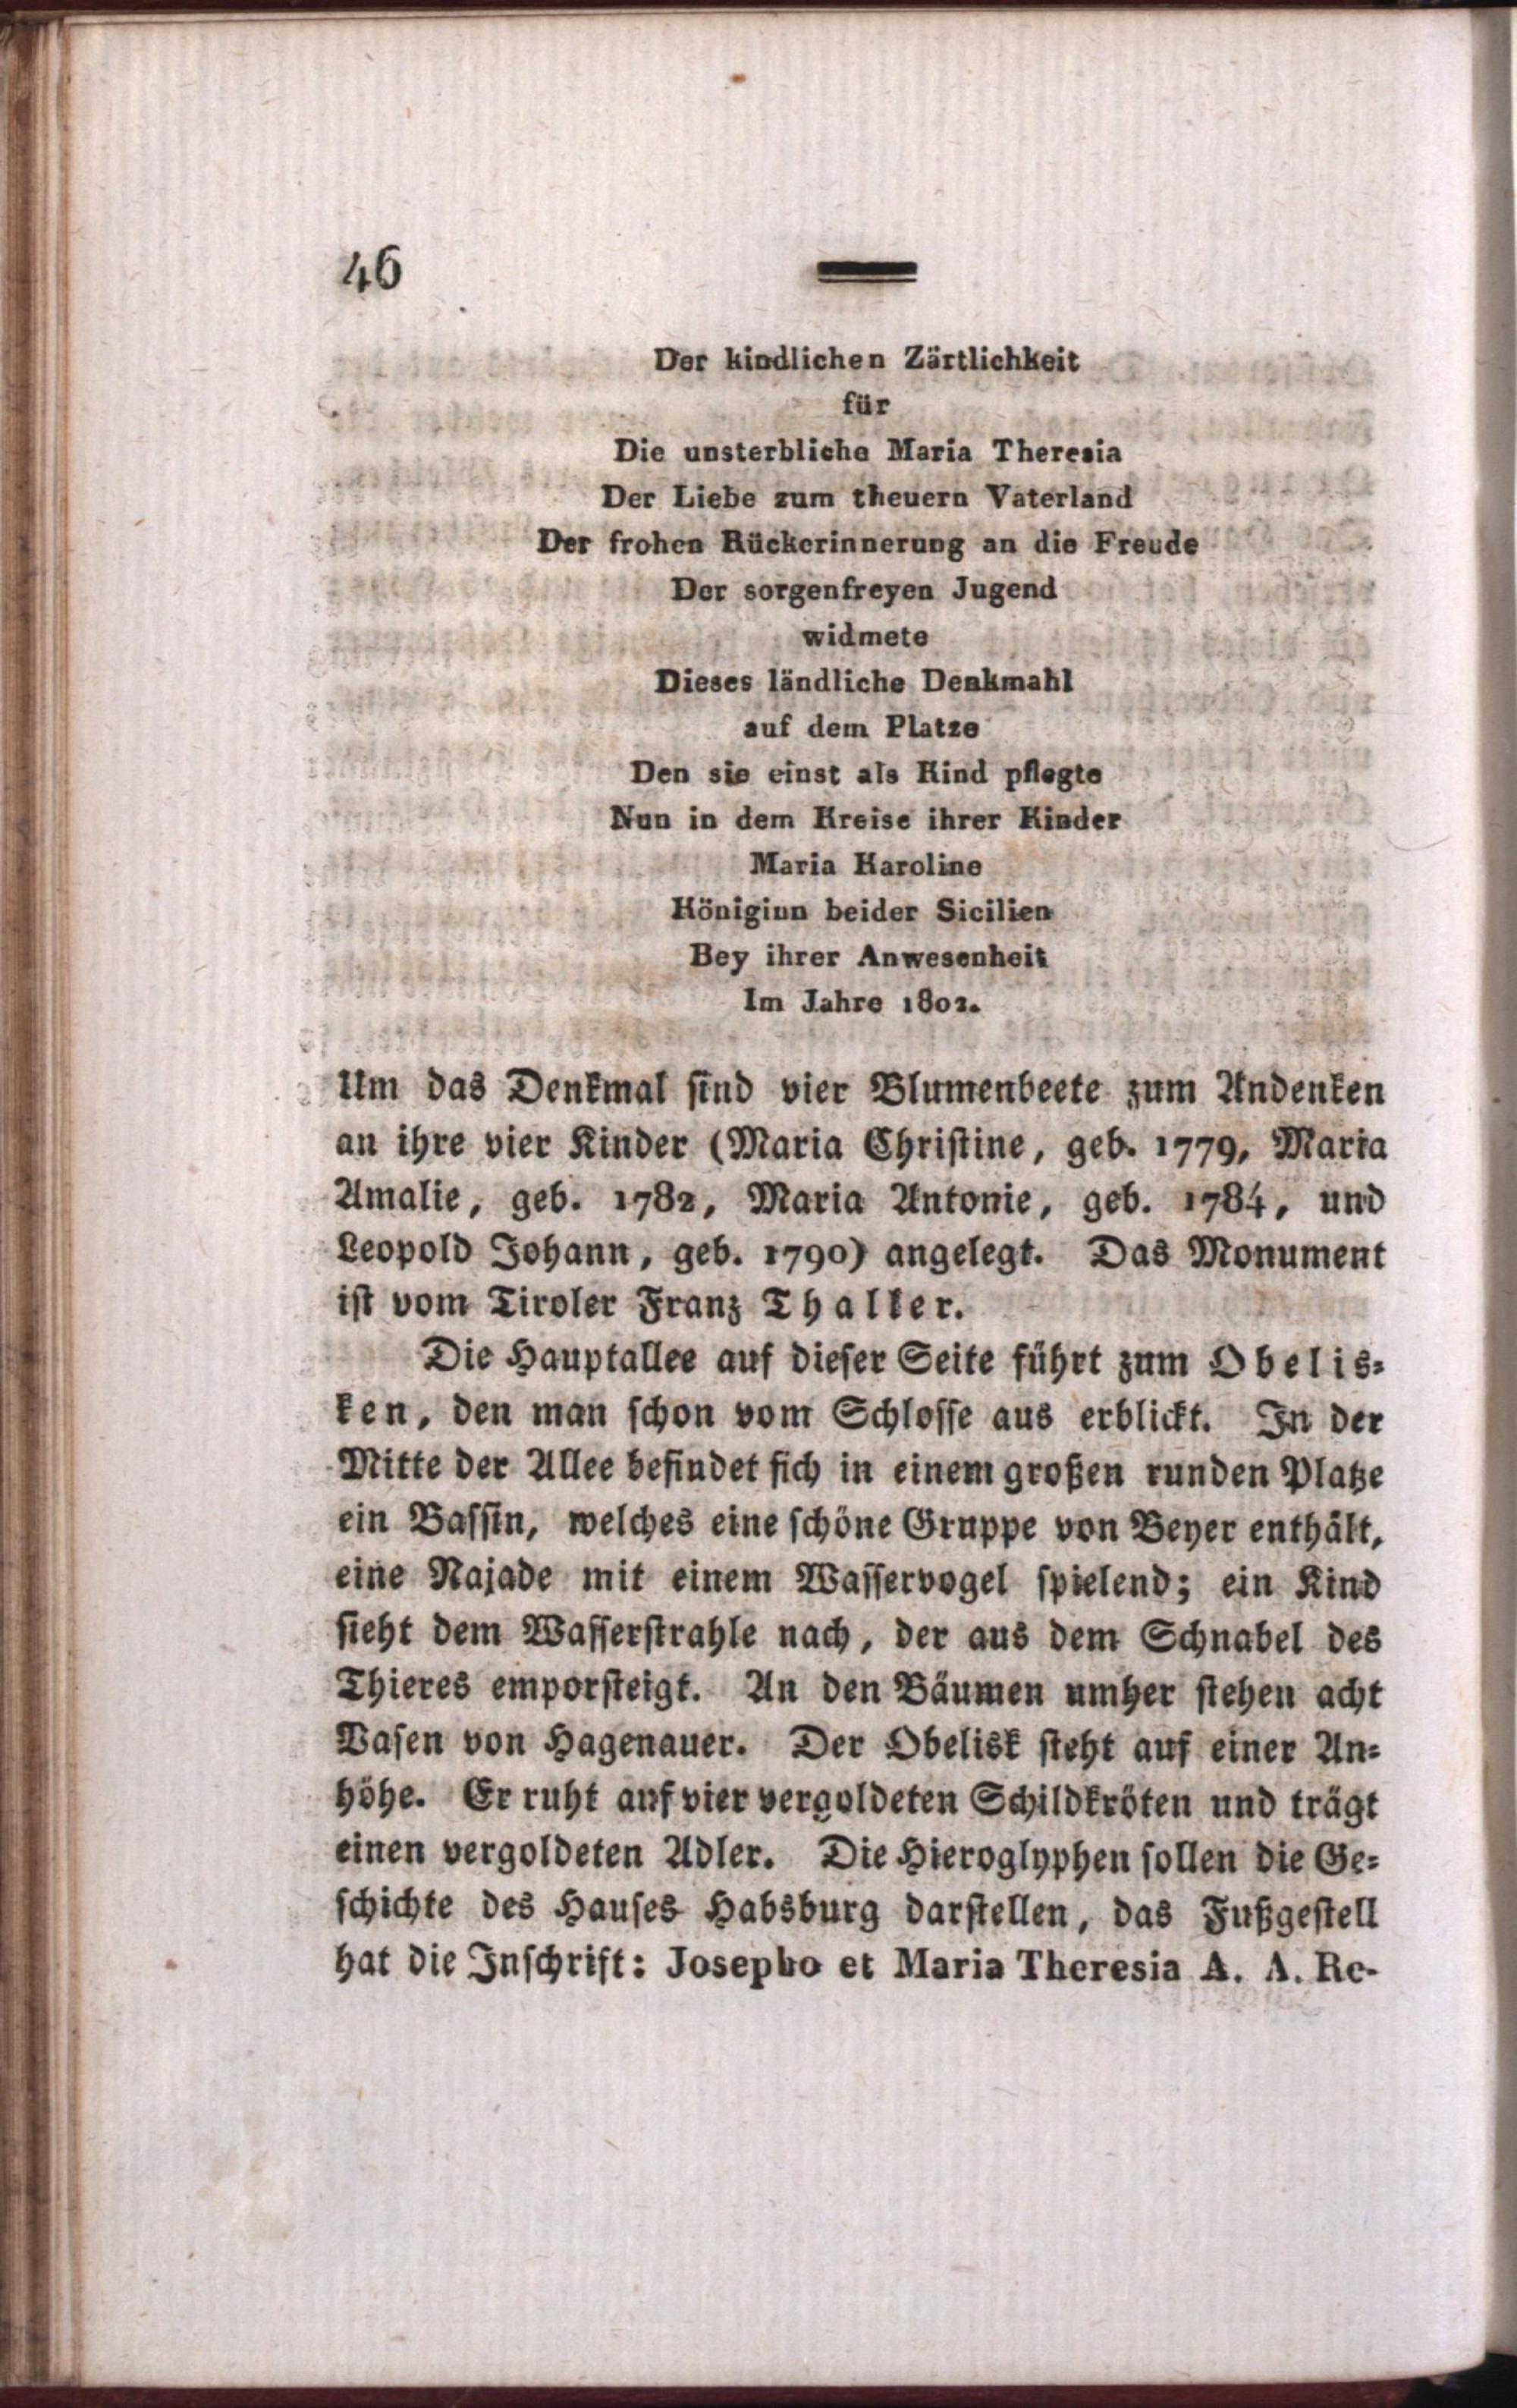 46
Der kindlichen Zärtlichkeit
für
Die unsterbliche Maria Theresia
Der Liebe zum theuern Vaterland
Der frohen Rückerinnerung an die Freude
Der sorgenfreyen Jugend
widmete
Dieses ländliche Denkmahl
auf dem Platze
Den sie einst als Kind pflegte
Nun in dem Kreise ihrer Kinder
Maria Karoline
Königinn beider Sicilien
Bey ihrer Anwesenheit
Im Jahre 1802.
Um das Denkmal sind vier Blumenbeete zum Andenken
an ihre vier Kinder (Maria Christine, geb. 1779, Maria
Amalie, geb. 1782, Maria Antonie, geb. 1784, und
Leopold Johann, geb. 1790) angelegt. Das Monument
ist vom Tiroler Franz Thaller.
Die Hauptallee auf dieser Seite führt zum Obelis-
ken, den man schon vom Schlosse aus erblickt. In der
Mitte der Allee befindet sich in einem großen runden Platze
ein Bassin, welches eine schöne Gruppe von Beyer enthält,
eine Najade mit einem Wasservogel spielend; ein Kind
sieht dem Wasserstrahle nach, der aus dem Schnabel des
Thieres emporsteigt. An den Bäumen umher stehen acht
Vasen von Hagenauer. Der Obelisk steht auf einer An-
höhe. Er ruht auf vier vergoldeten Schildkröten und trägt
einen vergoldeten Adler. Die Hieroglyphen sollen die Ge-
schichte des Hauses Habsburg darstellen, das Fußgestell
hat die Inschrift: Josepho et Maria Theresia A. A. Re-